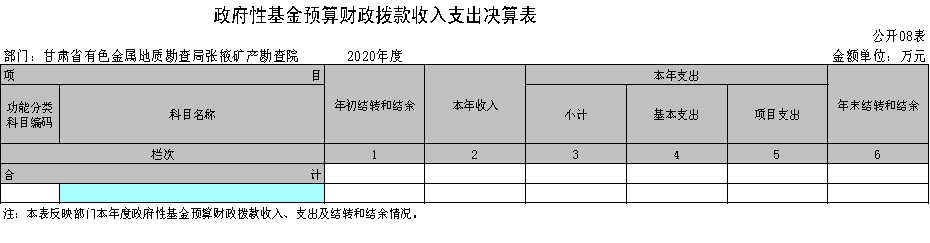 政府性基金预算财政拨款收入支出决算表
公开08表
部门：甘肃省有色金属地质勘查局张掖矿产勘查院 2020年度 金额单位：万元
项 目 年初结转和结余 本年收入 本年支出 年末结转和结余
功能分类科目编码 科目名称 小计 基本支出 项目支出
栏次 1 2 3 4 5 6
合 计
注：本表反映部门本年度政府性基金预算财政拨款收入、支出及结转和结余情况。